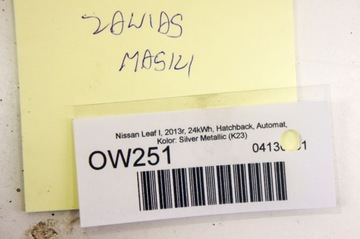 ZAWIAS
MASKI
Nissan Leaf I, 2013r, 24kWh, Hatchback, Automat,
Kolor: Silver Metallic (K23)
OW251